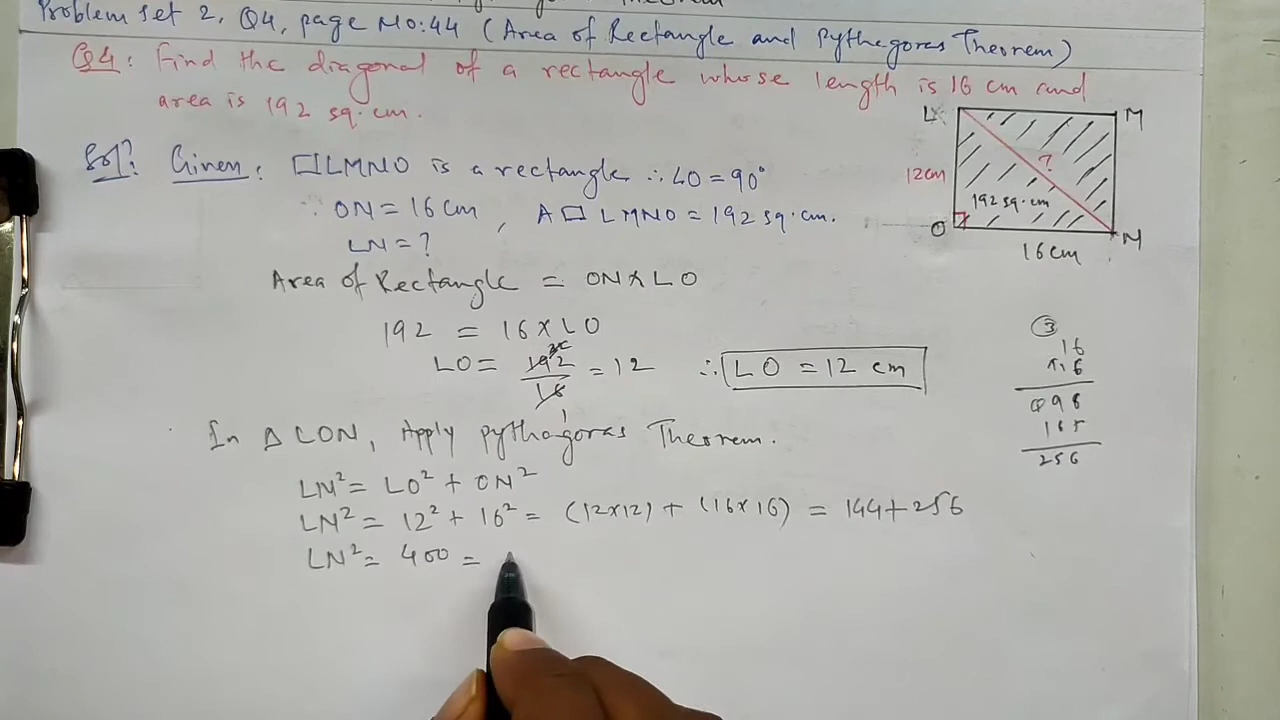 Problem set 2, Q4, page No:44 (Area of Rectangle and Pythagoras Theorem)
Q4: Find the diagonal of a rectangle whose length is 16 cm and
area is 192 sq.cm.
L M
12cm ?
192 sq.cm
O N
16cm
Solⁿ: Given: □LMNO is a rectangle ∴ ∠O = 90°
∴ ON = 16 cm, A□LMNO = 192 sq.cm.
LN = ?
Area of Rectangle = ON × LO
192 = 16 × LO
LO = 192/16 = 12 ∴ LO = 12 cm
In Δ LON, Apply pythagoras Theorem.
LN² = LO² + ON²
LN² = 12² + 16² = (12×12) + (16×16) = 144 + 256
LN² = 400 =
③
16
×16
96
256